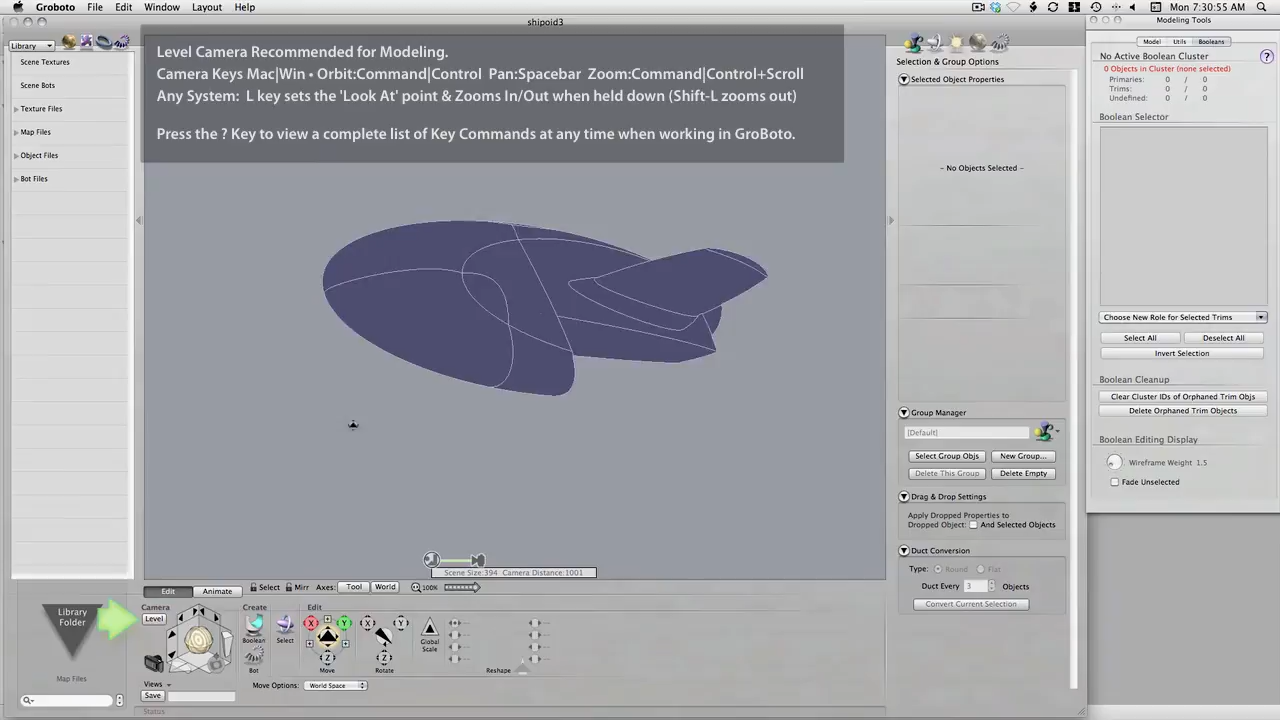 Groboto File Edit Window Layout Help
Mon 7:30:55 AM
shipoid3
Modeling Tools
Library
Scene Textures
Scene Bots
Texture Files
Map Files
Object Files
Bot Files
Level Camera Recommended for Modeling.
Camera Keys Mac|Win • Orbit:Command|Control Pan:Spacebar Zoom:Command|Control+Scroll
Any System: L key sets the 'Look At' point & Zooms In/Out when held down (Shift-L zooms out)
Press the ? Key to view a complete list of Key Commands at any time when working in GroBoto.
Scene Size:394 Camera Distance:1001
Selection & Group Options
Selected Object Properties
- No Objects Selected -
Group Manager
[Default]
Select Group Objs New Group...
Delete This Group Delete Empty
Drag & Drop Settings
Apply Dropped Properties to
Dropped Object: And Selected Objects
Duct Conversion
Type: Round Flat
Duct Every 3 Objects
Convert Current Selection
Model Utils Booleans
No Active Boolean Cluster ?
0 Objects in Cluster (none selected)
Primaries: 0 / 0
Trims: 0 / 0
Undefined: 0 / 0
Boolean Selector
Choose New Role for Selected Trims
Select All Deselect All
Invert Selection
Boolean Cleanup
Clear Cluster IDs of Orphaned Trim Objs
Delete Orphaned Trim Objects
Boolean Editing Display
Wireframe Weight 1.5
Fade Unselected
Edit Animate Select Mirr Axes: Tool World 100%
Library
Folder
Map Files
Camera
Level
Views
Save
Create
Boolean
Bot
Select
Edit
X Y
Z
Move
X Y
Z
Rotate
Global
Scale
Reshape
Move Options: World Space
Status